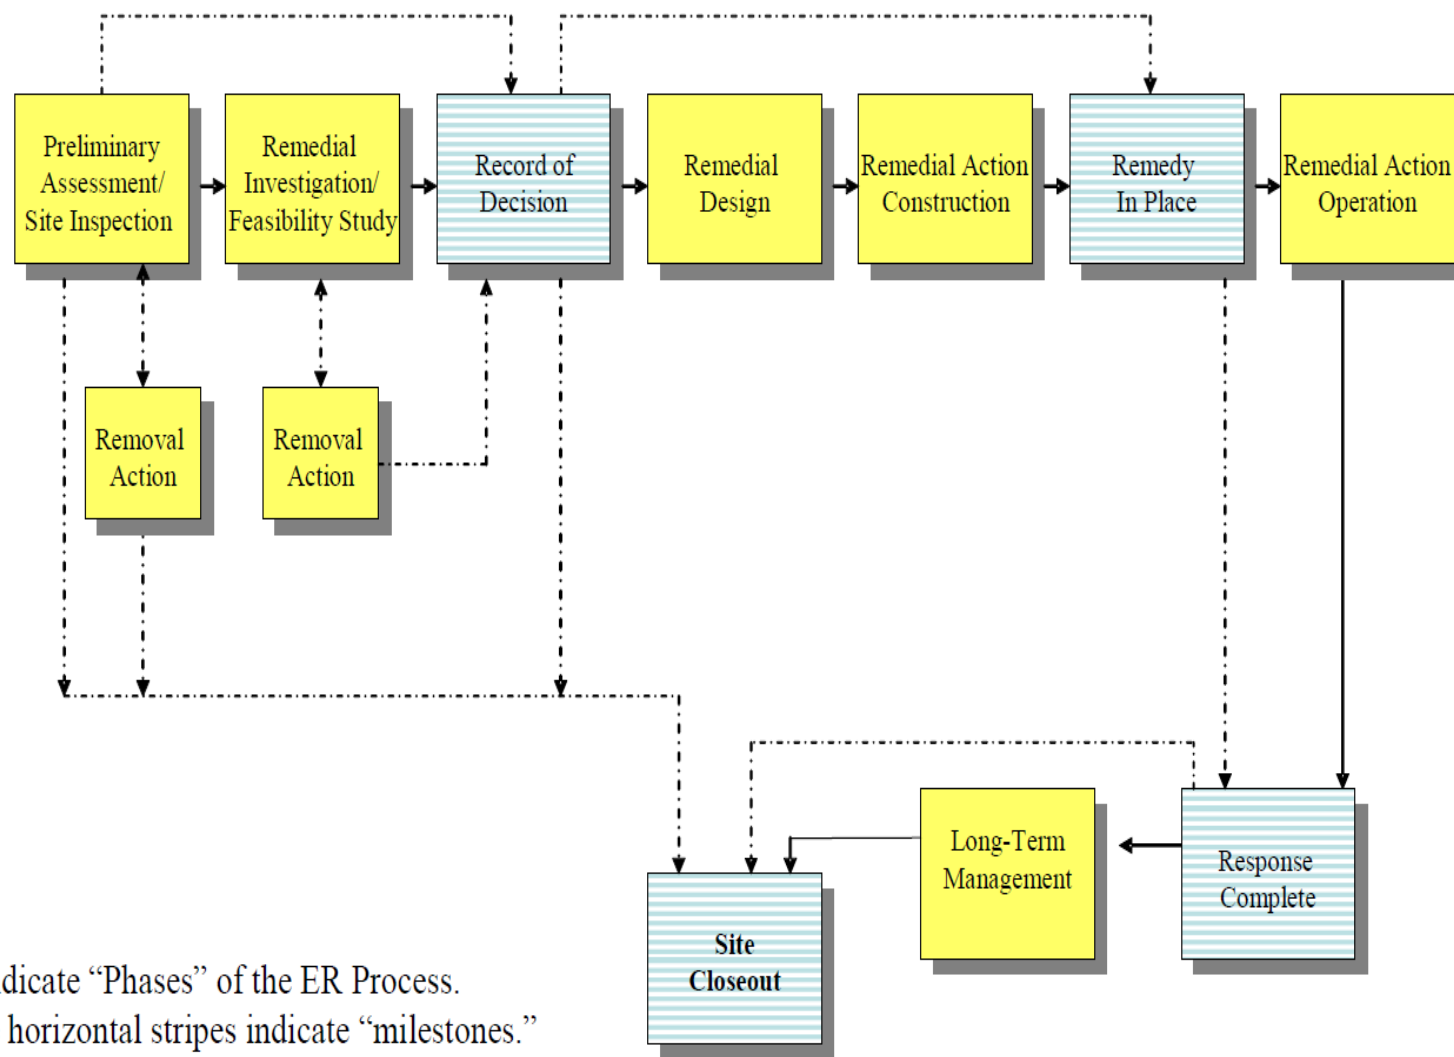 Preliminary
Assessment/
Site Inspection
Remedial
Investigation/
Feasibility Study
Record of
Decision
Remedial
Design
Remedial Action
Construction
Remedy
In Place
Remedial Action
Operation
Removal
Action
Removal
Action
Long-Term
Management
Response
Complete
Site
Closeout
“Phases” of the ER Process.
horizontal stripes indicate “milestones.”